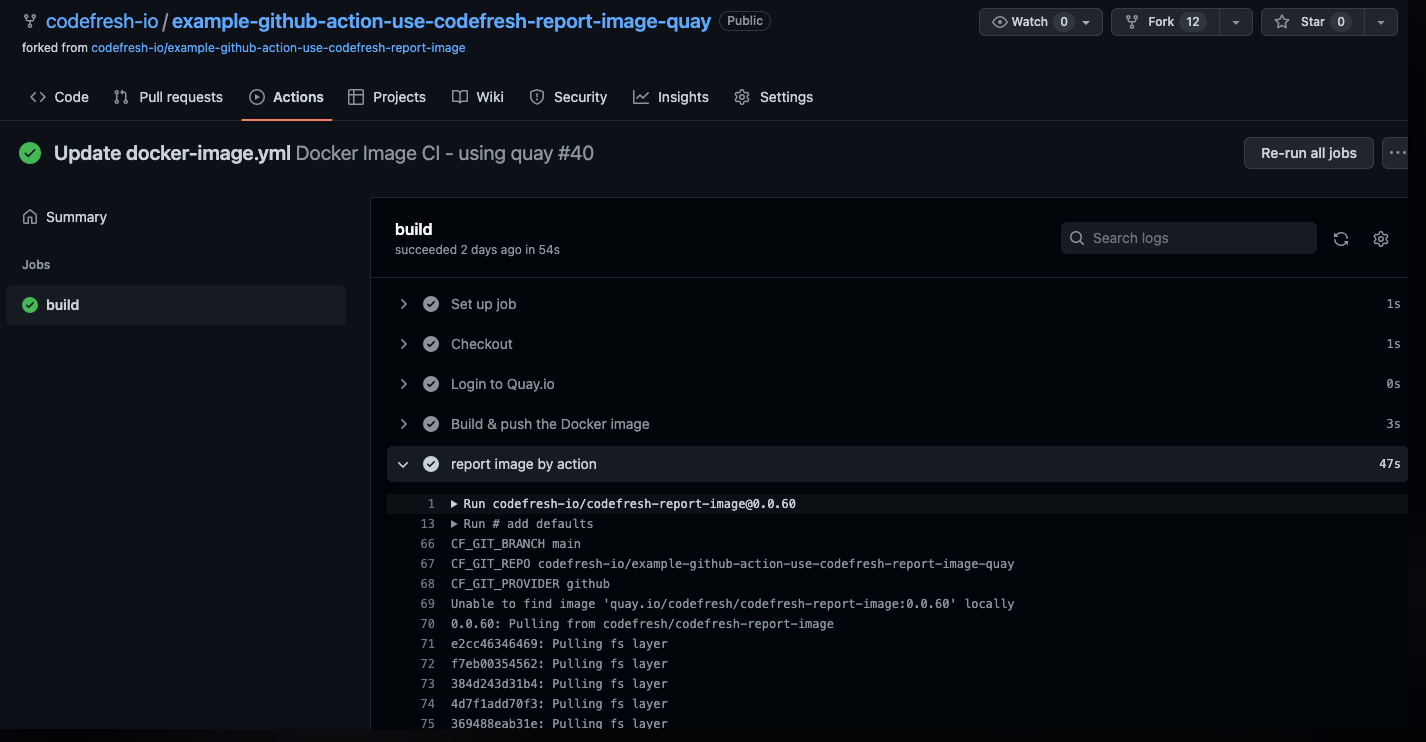 codefresh-io / example-github-action-use-codefresh-report-image-quay Public
Watch 0 Fork 12 Star 0
forked from codefresh-io/example-github-action-use-codefresh-report-image
Code Pull requests Actions Projects Wiki Security Insights Settings
Update docker-image.yml Docker Image CI - using quay #40
Re-run all jobs ...
Summary
Jobs
build
build
succeeded 2 days ago in 54s
Search logs
Set up job 1s
Checkout 1s
Login to Quay.io 0s
Build & push the Docker image 3s
report image by action 47s
1 ▶ Run codefresh-io/codefresh-report-image@0.0.60
13 ▶ Run # add defaults
66 CF_GIT_BRANCH main
67 CF_GIT_REPO codefresh-io/example-github-action-use-codefresh-report-image-quay
68 CF_GIT_PROVIDER github
69 Unable to find image 'quay.io/codefresh/codefresh-report-image:0.0.60' locally
70 0.0.60: Pulling from codefresh/codefresh-report-image
71 e2cc46346469: Pulling fs layer
72 f7eb00354562: Pulling fs layer
73 384d243d31b4: Pulling fs layer
74 4d7f1add70f3: Pulling fs layer
75 369488eab31e: Pulling fs layer